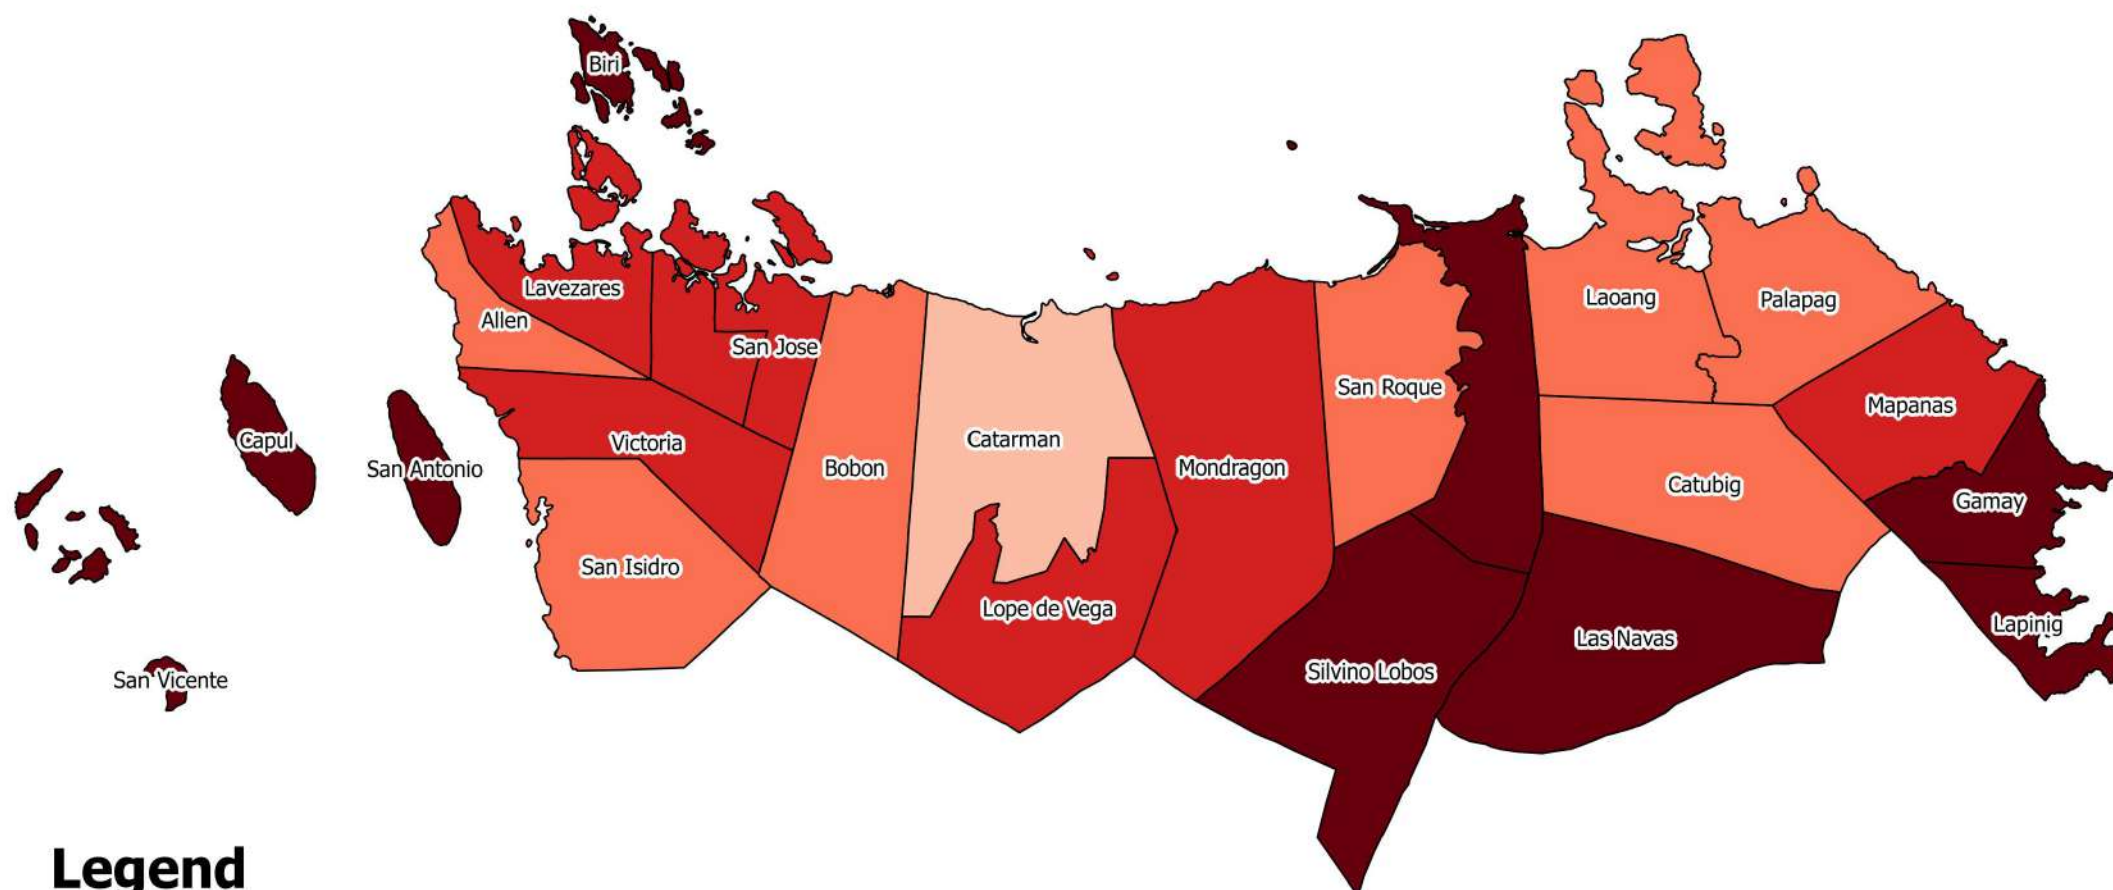 Biri
Lavezares
Allen
San Jose
Laoang
Palapag
San Roque
Mapanas
Capul
San Antonio
Victoria
Bobon
Catarman
Mondragon
Catubig
Gamay
San Isidro
Lope de Vega
Lapinig
San Vicente
Silvino Lobos
Las Navas
Legend